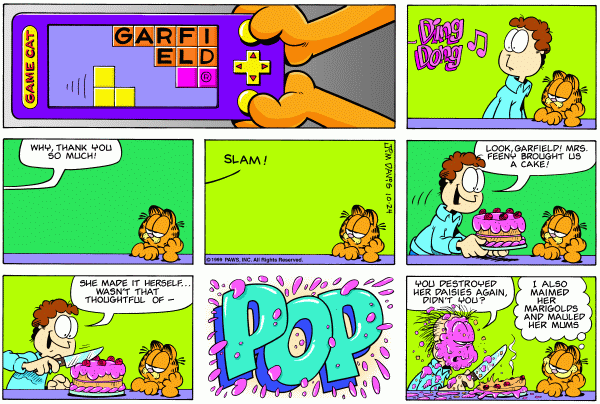 GAME CAT
GARFI
ELD
®
Ding
Dong
WHY, THANK YOU
SO MUCH!
SLAM!
JIM DAVIS 10-24
©1999 PAWS, INC. All Rights Reserved.
LOOK, GARFIELD! MRS.
FEENY BROUGHT US
A CAKE!
SHE MADE IT HERSELF...
WASN'T THAT
THOUGHTFUL OF —
POP
YOU DESTROYED
HER DAISIES AGAIN,
DIDN'T YOU?
I ALSO
MAIMED
HER
MARIGOLDS
AND MAULED
HER MUMS